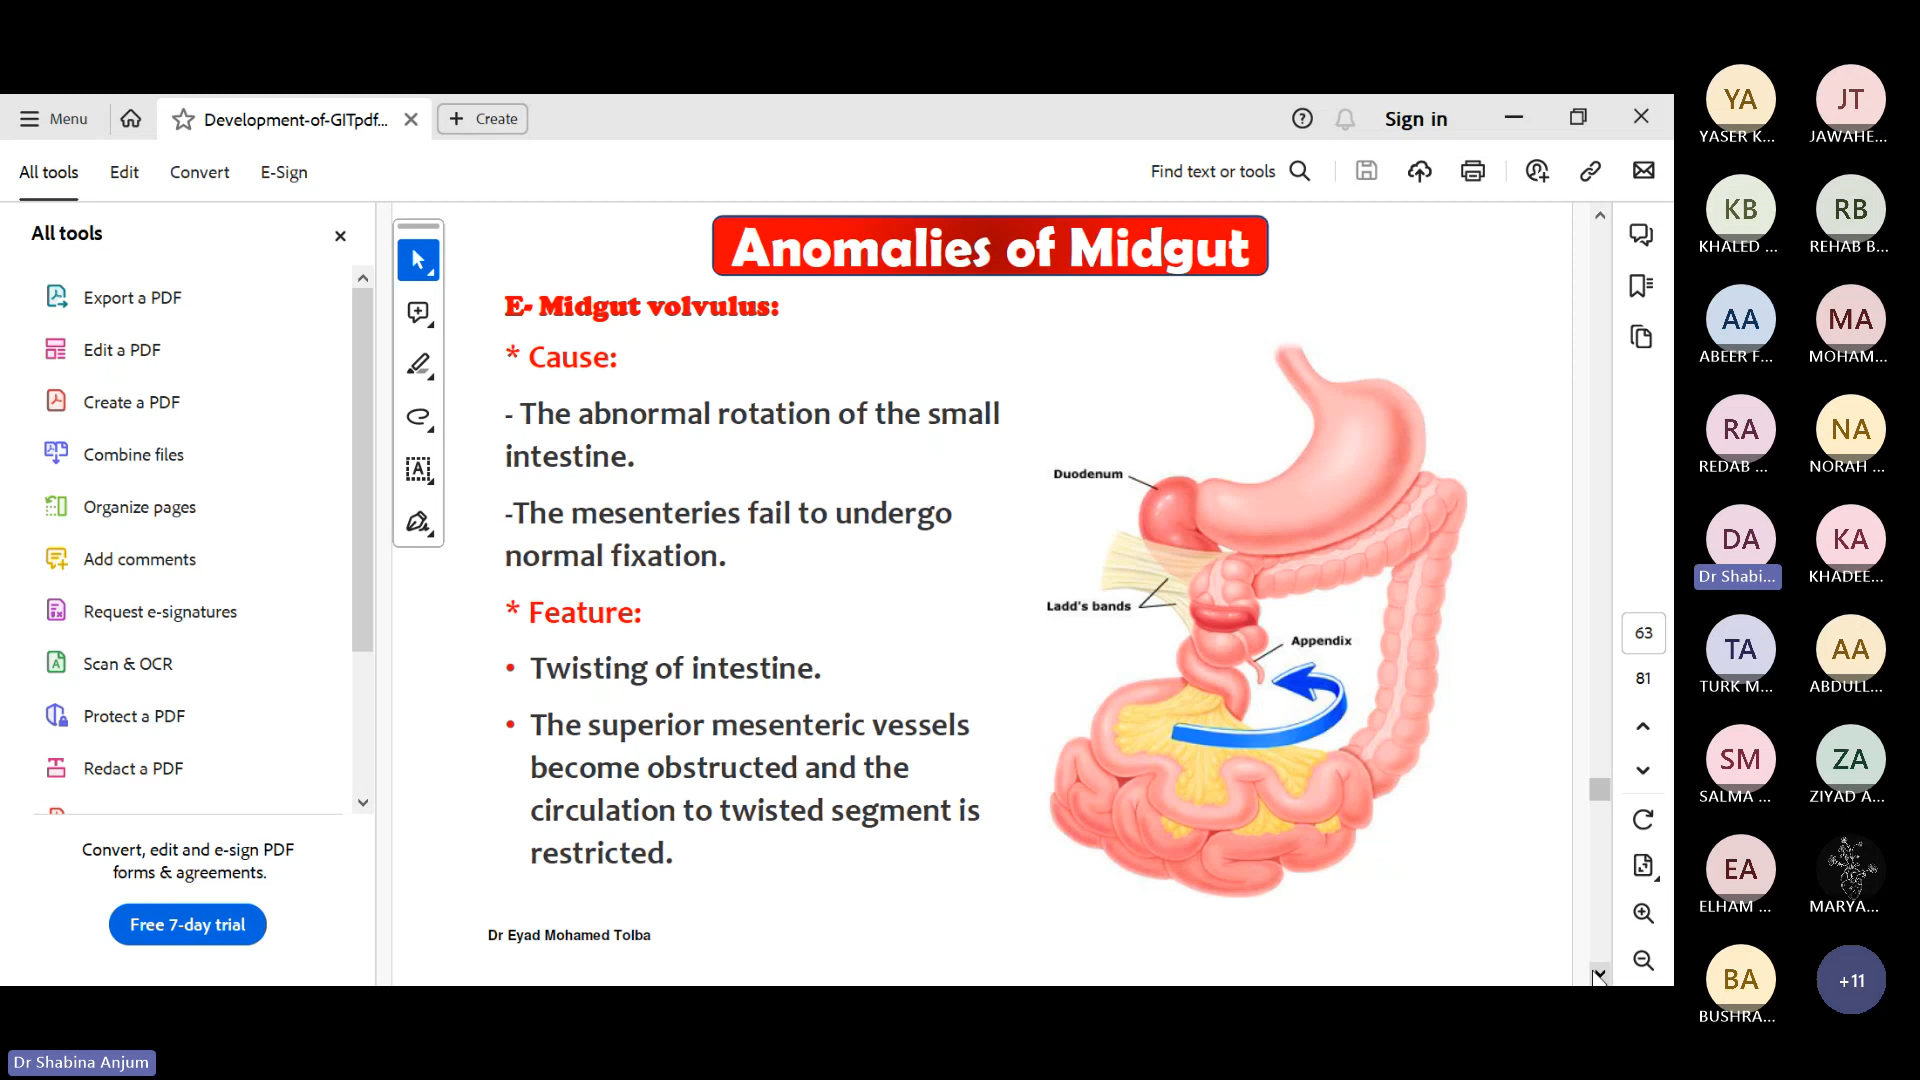 Menu
Development-of-GITpdf...
Create
Sign in
All tools
Edit
Convert
E-Sign
Find text or tools
All tools
Export a PDF
Edit a PDF
Create a PDF
Combine files
Organize pages
Add comments
Request e-signatures
Scan & OCR
Protect a PDF
Redact a PDF
Convert, edit and e-sign PDF
forms & agreements.
Free 7-day trial
Anomalies of Midgut
E- Midgut volvulus:
* Cause:
- The abnormal rotation of the small
intestine.
-The mesenteries fail to undergo
normal fixation.
* Feature:
• Twisting of intestine.
• The superior mesenteric vessels
become obstructed and the
circulation to twisted segment is
restricted.
Duodenum
Ladd's bands
Appendix
Dr Eyad Mohamed Tolba
63
81
YA
YASER K...
JT
JAWAHE...
KB
KHALED ...
RB
REHAB B...
AA
ABEER F...
MA
MOHAM...
RA
REDAB ...
NA
NORAH ...
DA
Dr Shabi...
KA
KHADEE...
TA
TURK M...
AA
ABDULL...
SM
SALMA ...
ZA
ZIYAD A...
EA
ELHAM ...
MARYA...
BA
BUSHRA...
+11
Dr Shabina Anjum